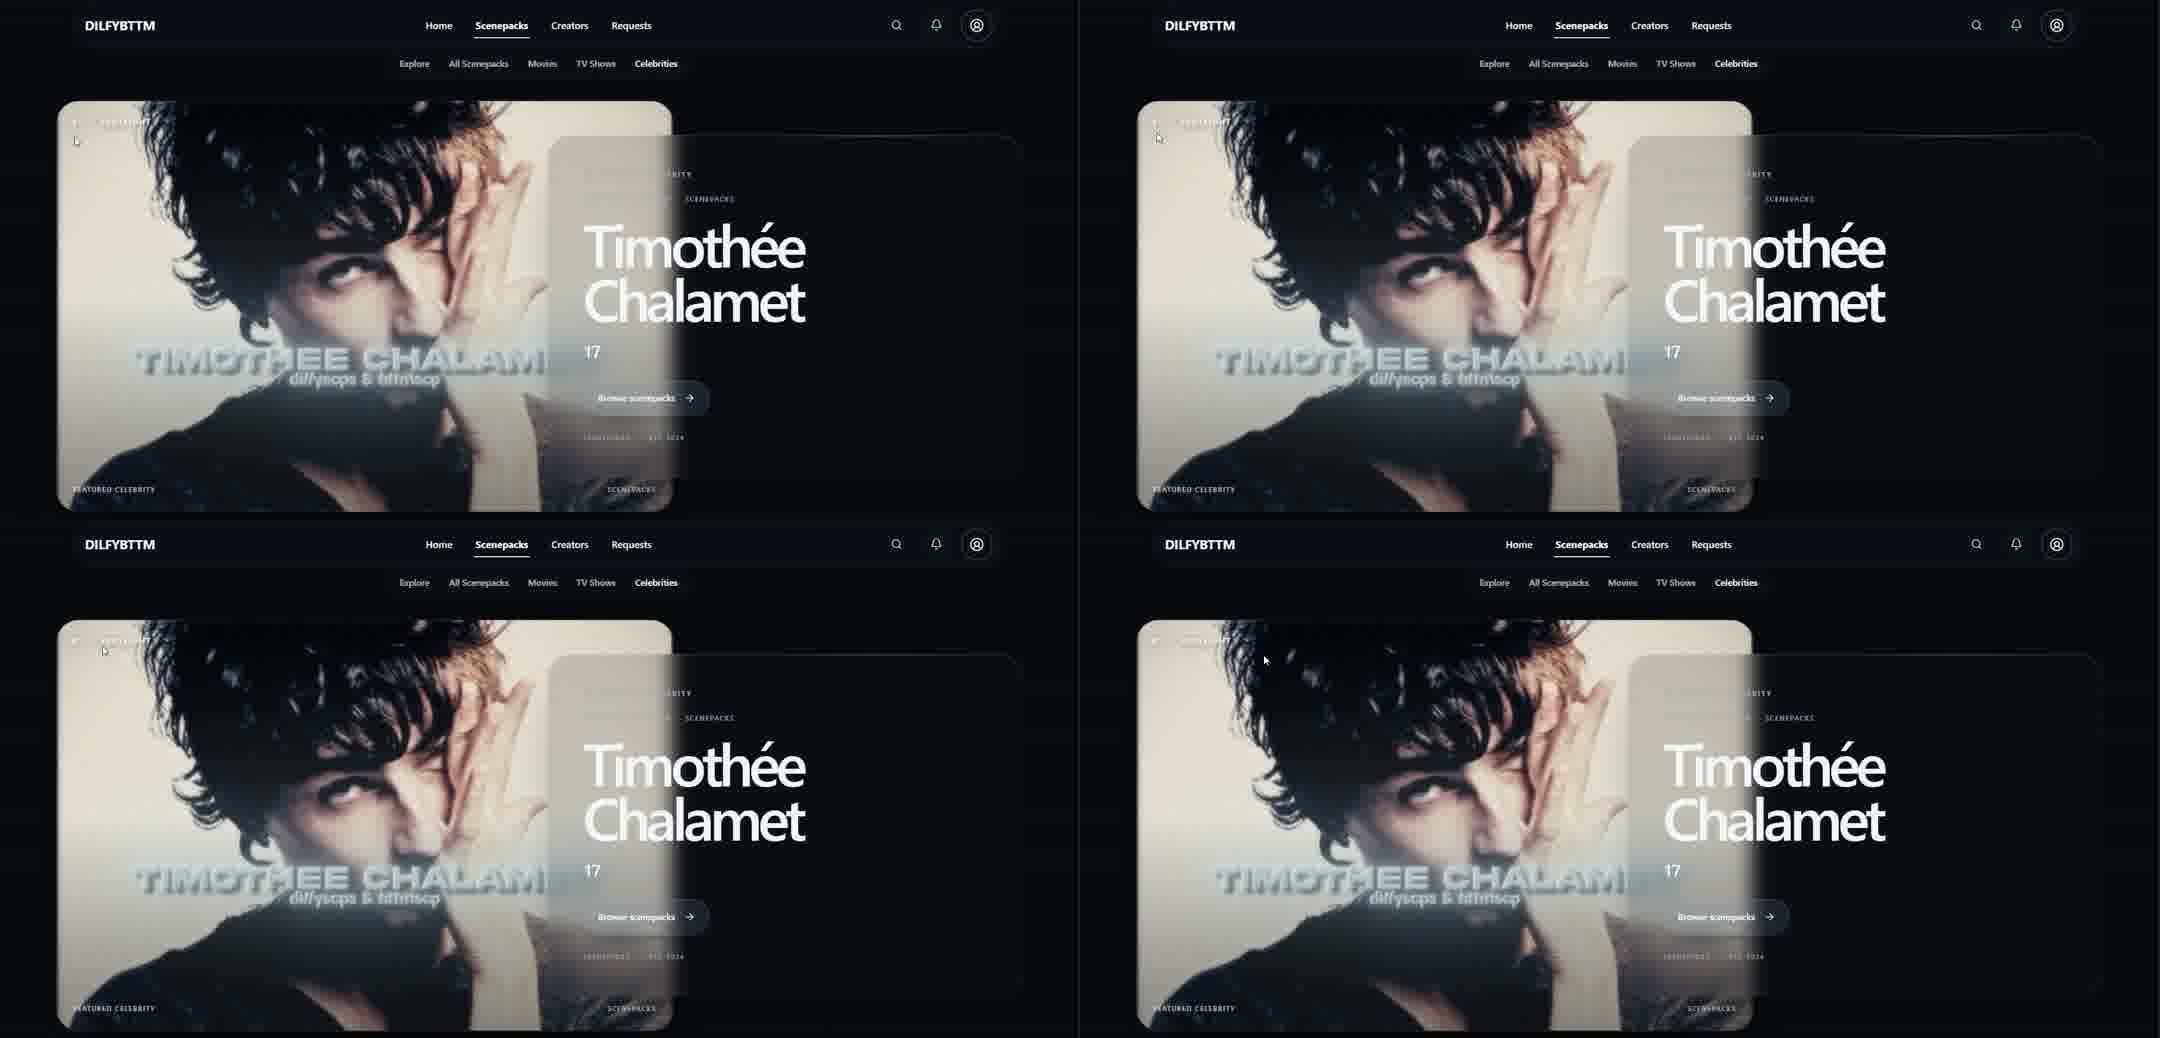 DILFYBTTM Home Scenepacks Creators Requests
Explore All Scenepacks Movies TV Shows Celebrities
SCENEPACKS
Timothée
Chalamet
TIMOTHEE CHALAM
17
dilfyscps & bttmscp
Browse scenepacks
FEATURED CELEBRITY SCENEPACKS
DILFYBTTM Home Scenepacks Creators Requests
Explore All Scenepacks Movies TV Shows Celebrities
SCENEPACKS
Timothée
Chalamet
TIMOTHEE CHALAM
17
dilfyscps & bttmscp
Browse scenepacks
FEATURED CELEBRITY SCENEPACKS
DILFYBTTM Home Scenepacks Creators Requests
Explore All Scenepacks Movies TV Shows Celebrities
SCENEPACKS
Timothée
Chalamet
TIMOTHEE CHALAM
17
dilfyscps & bttmscp
Browse scenepacks
FEATURED CELEBRITY SCENEPACKS
DILFYBTTM Home Scenepacks Creators Requests
Explore All Scenepacks Movies TV Shows Celebrities
SCENEPACKS
Timothée
Chalamet
TIMOTHEE CHALAM
17
dilfyscps & bttmscp
Browse scenepacks
FEATURED CELEBRITY SCENEPACKS